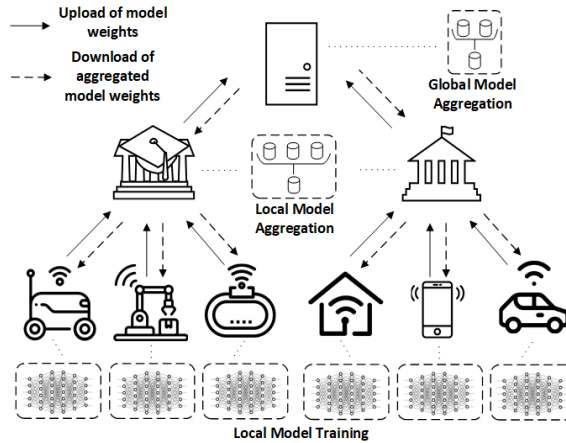 Upload of model
weights
Download of
aggregated
model weights
Global Model
Aggregation
Local Model
Aggregation
Local Model Training